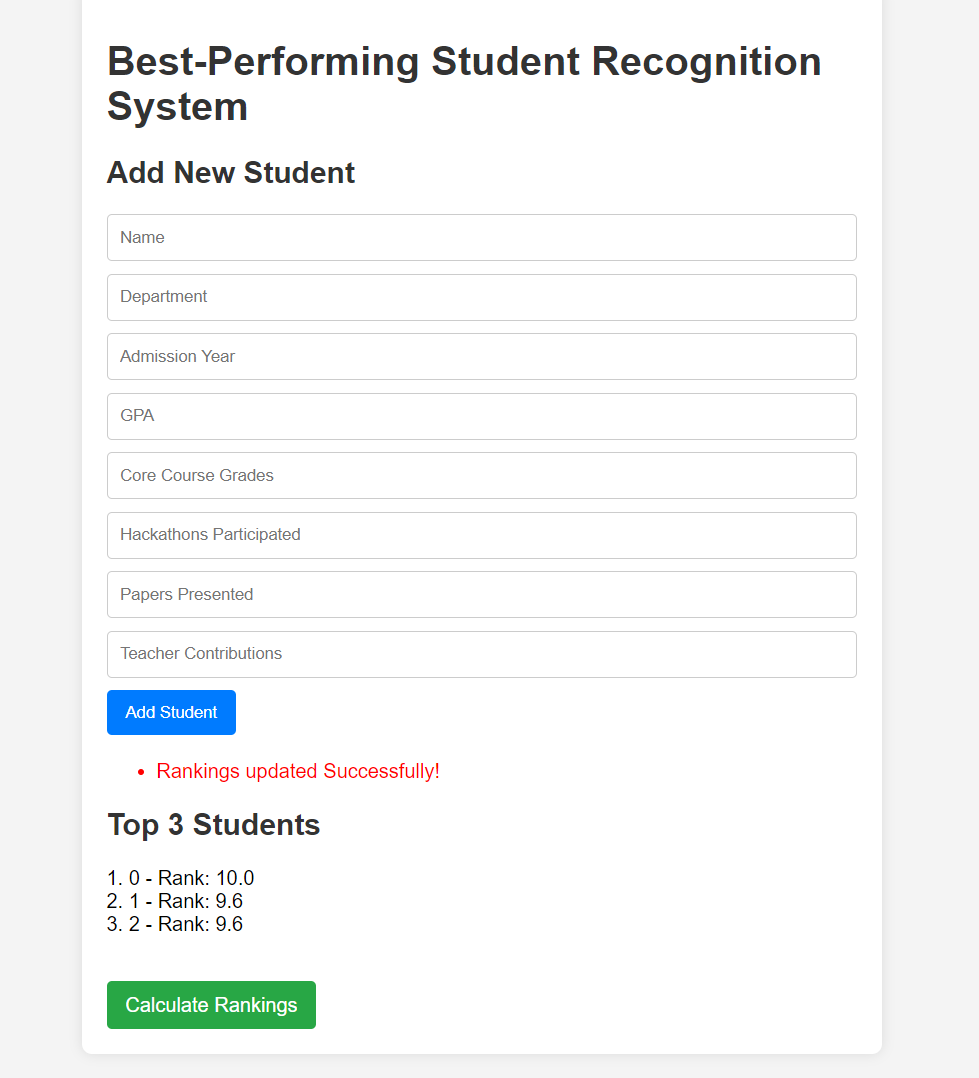 Best-Performing Student Recognition
System
Add New Student
Name
Department
Admission Year
GPA
Core Course Grades
Hackathons Participated
Papers Presented
Teacher Contributions
Add Student
• Rankings updated Successfully!
Top 3 Students
1. 0 - Rank: 10.0
2. 1 - Rank: 9.6
3. 2 - Rank: 9.6
Calculate Rankings